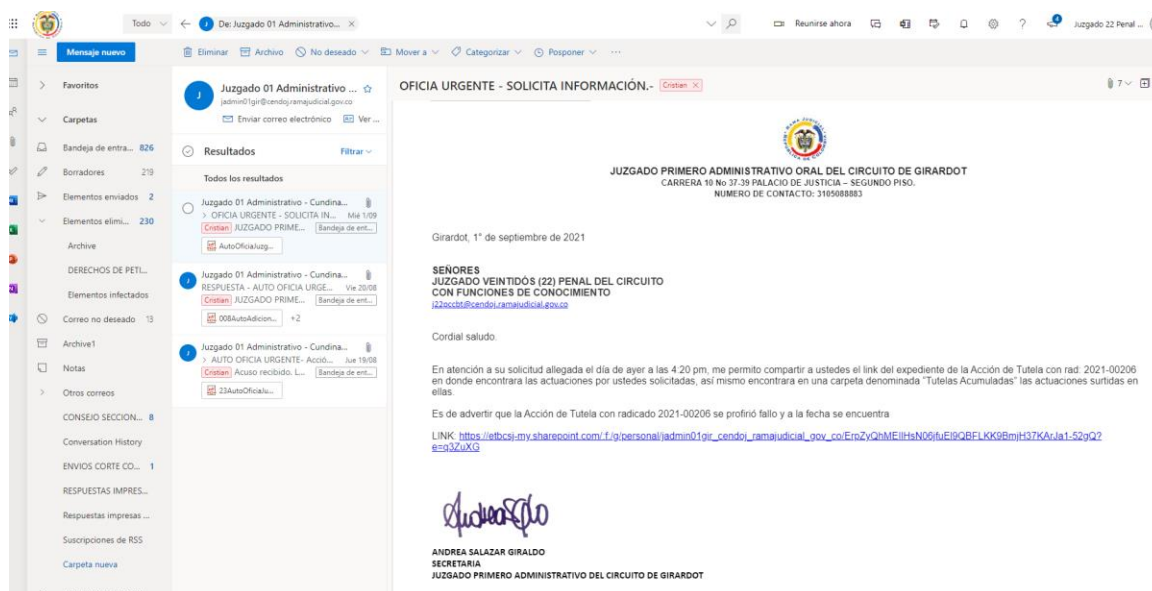 Todo
De: Juzgado 01 Administrativo...
Reunirse ahora
Juzgado 22 Penal ...
Mensaje nuevo
Eliminar Archivo No deseado Mover a Categorizar Posponer ...
Favoritos
Carpetas
Bandeja de entra... 826
Borradores 219
Elementos enviados 2
Elementos elimi... 230
Archive
DERECHOS DE PETI...
Elementos infectados
Correo no deseado 13
Archive1
Notas
Otros correos
CONSEJO SECCION... 8
Conversation History
ENVIOS CORTE CO... 1
RESPUESTAS IMPRES...
Respuestas impresas ...
Suscripciones de RSS
Carpeta nueva
J
Juzgado 01 Administrativo ...
jadmin01gir@cendoj.ramajudicial.gov.co
Enviar correo electrónico Ver ...
Resultados Filtrar
Todos los resultados
Juzgado 01 Administrativo - Cundina...
> OFICIA URGENTE - SOLICITA IN... Mié 1/09
Cristian JUZGADO PRIME... Bandeja de ent...
AutoOficiaJuzg...
J
Juzgado 01 Administrativo - Cundina...
RESPUESTA - AUTO OFICIA URGE... Vie 20/08
Cristian JUZGADO PRIME... Bandeja de ent...
008AutoAdicion... +2
J
Juzgado 01 Administrativo - Cundina...
> AUTO OFICIA URGENTE- Acció... Jue 19/08
Cristian Acuso recibido. L... Bandeja de ent...
23AutoOficiaJu...
OFICIA URGENTE - SOLICITA INFORMACIÓN.- Cristian
7
JUZGADO PRIMERO ADMINISTRATIVO ORAL DEL CIRCUITO DE GIRARDOT
CARRERA 10 No 37-39 PALACIO DE JUSTICIA – SEGUNDO PISO.
NUMERO DE CONTACTO: 3105088883
Girardot, 1° de septiembre de 2021
SEÑORES
JUZGADO VEINTIDÓS (22) PENAL DEL CIRCUITO
CON FUNCIONES DE CONOCIMIENTO
j22pccbt@cendoj.ramajudicial.gov.co
Cordial saludo.
En atención a su solicitud allegada el día de ayer a las 4:20 pm, me permito compartir a ustedes el link del expediente de la Acción de Tutela con rad: 2021-00206
en donde encontrara las actuaciones por ustedes solicitadas, así mismo encontrara en una carpeta denominada "Tutelas Acumuladas" las actuaciones surtidas en
ellas.
Es de advertir que la Acción de Tutela con radicado 2021-00206 se profirió fallo y a la fecha se encuentra
LINK: https://etbcsj-my.sharepoint.com/:f:/g/personal/jadmin01gir_cendoj_ramajudicial_gov_co/ErpZyQhMEIIHsN06jfuEI9QBFLKK9BmjH37KArJa1-52gQ?
e=q3ZuXG
ANDREA SALAZAR GIRALDO
SECRETARIA
JUZGADO PRIMERO ADMINISTRATIVO DEL CIRCUITO DE GIRARDOT